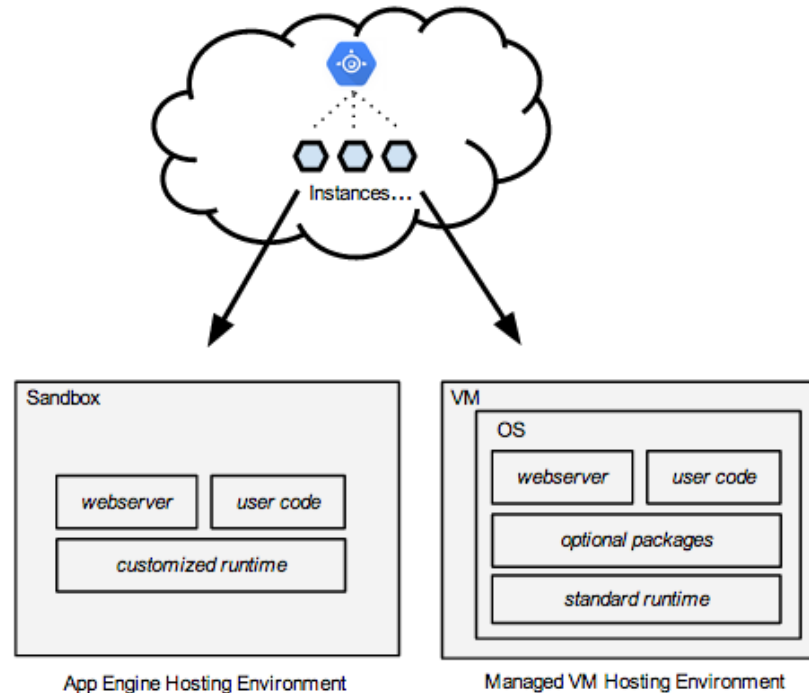 Instances...
Sandbox
webserver
user code
customized runtime
App Engine Hosting Environment
VM
OS
webserver
user code
optional packages
standard runtime
Managed VM Hosting Environment